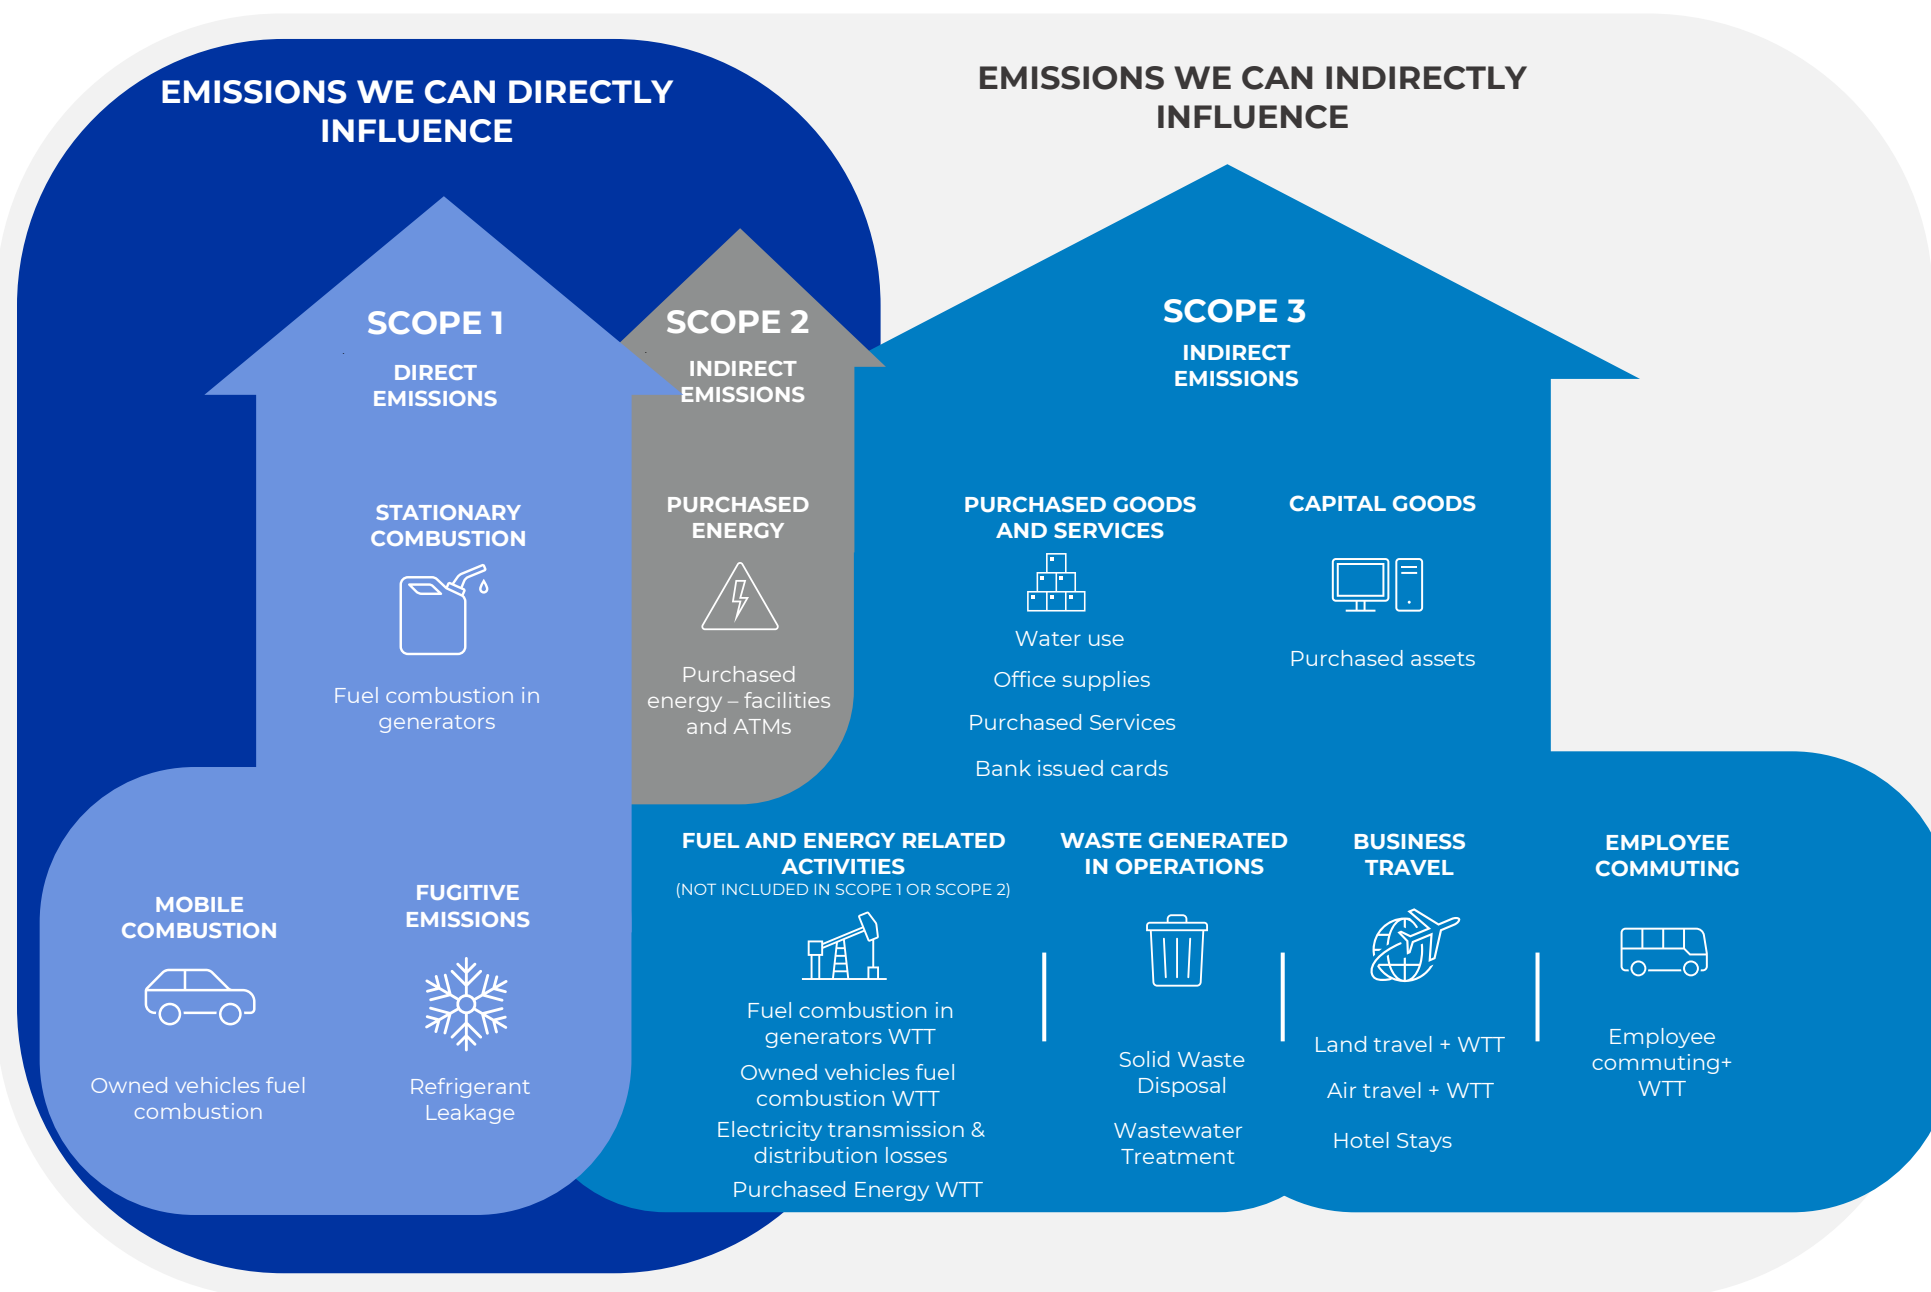 EMISSIONS WE CAN DIRECTLY
INFLUENCE
EMISSIONS WE CAN INDIRECTLY
INFLUENCE
SCOPE 1
DIRECT
EMISSIONS
STATIONARY
COMBUSTION
Fuel combustion in
generators
MOBILE
COMBUSTION
Owned vehicles fuel
combustion
FUGITIVE
EMISSIONS
Refrigerant
Leakage
SCOPE 2
INDIRECT
EMISSIONS
PURCHASED
ENERGY
Purchased
energy – facilities
and ATMs
SCOPE 3
INDIRECT
EMISSIONS
PURCHASED GOODS
AND SERVICES
Water use
Office supplies
Purchased Services
Bank issued cards
CAPITAL GOODS
Purchased assets
FUEL AND ENERGY RELATED
ACTIVITIES
(NOT INCLUDED IN SCOPE 1 OR SCOPE 2)
Fuel combustion in
generators WTT
Owned vehicles fuel
combustion WTT
Electricity transmission &
distribution losses
Purchased Energy WTT
WASTE GENERATED
IN OPERATIONS
Solid Waste
Disposal
Wastewater
Treatment
BUSINESS
TRAVEL
Land travel + WTT
Air travel + WTT
Hotel Stays
EMPLOYEE
COMMUTING
Employee
commuting+
WTT